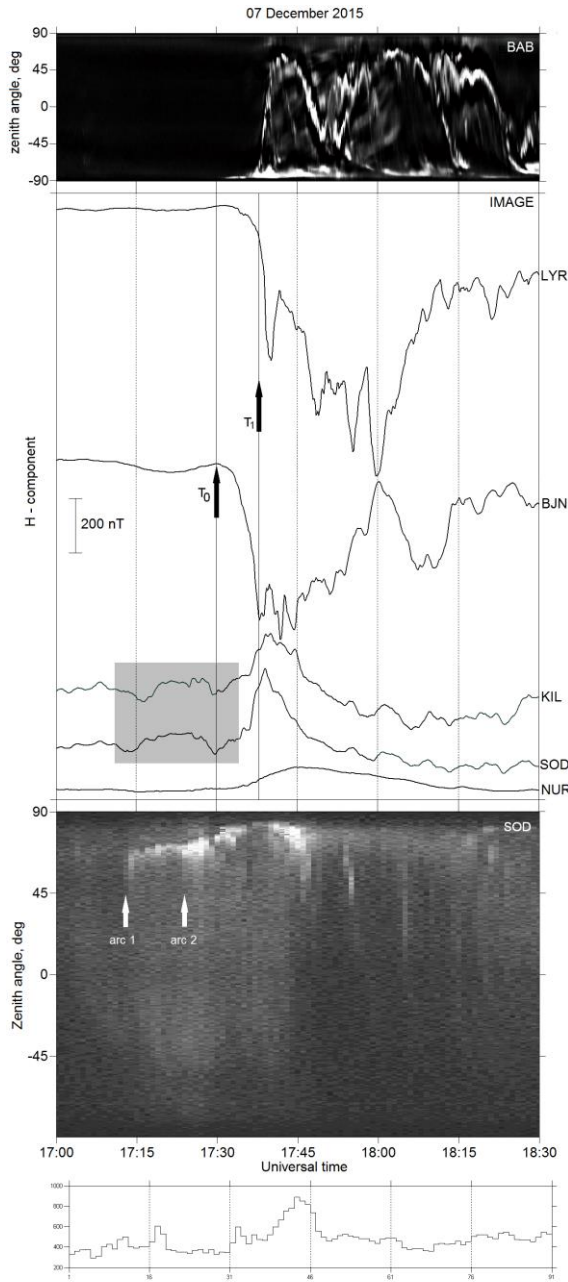 07 December 2015
90
45
0
-45
-90
zenith angle, deg
BAB
IMAGE
LYR
T1
H - component
T0
200 nT
BJN
KIL
SOD
NUR
90
45
0
-45
Zenith angle, deg
SOD
arc 1 arc 2
17:00 17:15 17:30 17:45 18:00 18:15 18:30
Universal time
1000
800
600
400
200
1 16 31 46 61 76 91